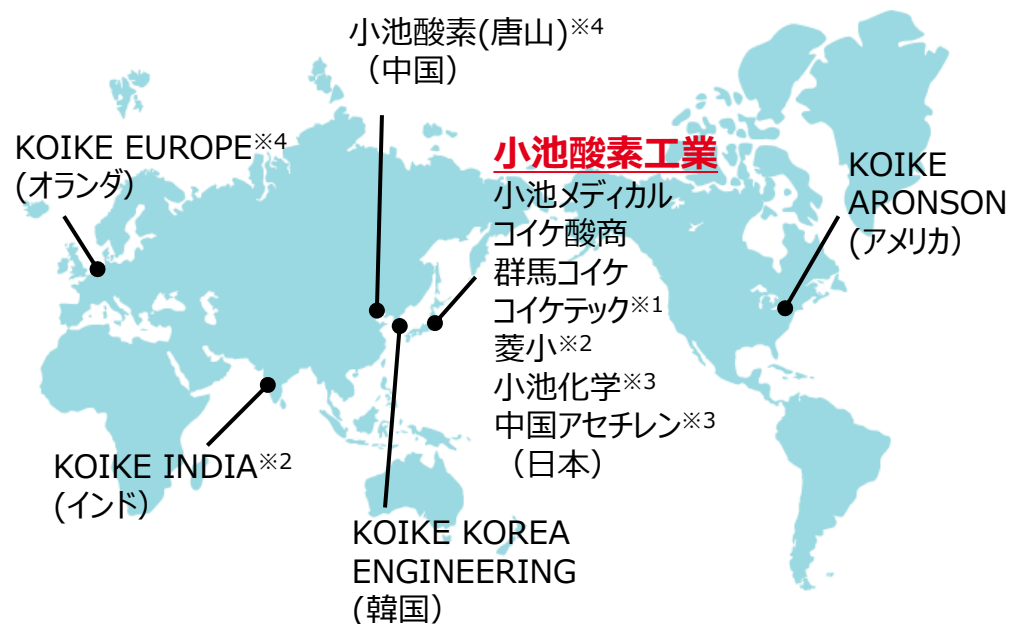 小池酸素(唐山)※4
（中国）
KOIKE EUROPE※4
(オランダ)
小池酸素工業
小池メディカル
コイケ酸商
群馬コイケ
コイケテック※1
菱小※2
小池化学※3
中国アセチレン※3
（日本）
KOIKE
ARONSON
(アメリカ)
KOIKE INDIA※2
(インド)
KOIKE KOREA
ENGINEERING
(韓国)